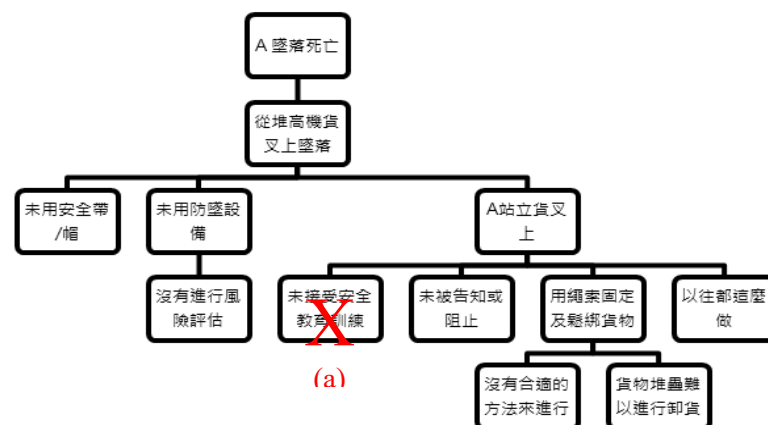 A 墜落死亡
從堆高機貨
叉上墜落
未用安全帶
/帽
未用防墜設
備
A站立貨叉
上
沒有進行風
險評估
未接受安全
教育訓練
X
(a)
未被告知或
阻止
用繩索固定
及懸綁貨物
以往都這麼
做
沒有合適的
方法來進行
貨物堆疊難
以進行卸貨